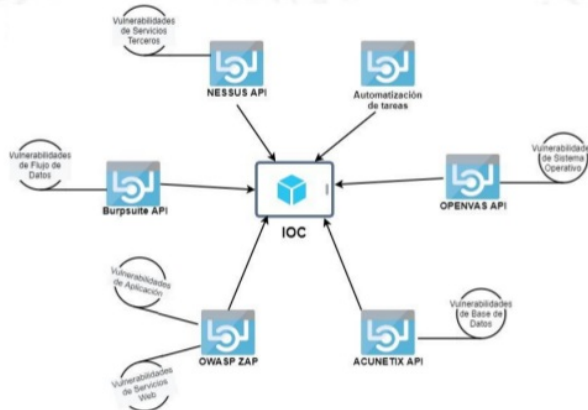 Vulnerabilidades
de Servicios
Terceros
NESSUS API
Automatización
de tareas
Vulnerabilidades
de Flujo de
Datos
Burpsuite API
IOC
Vulnerabilidades
de Sistema
Operativo
OPENVAS API
Vulnerabilidades
de Aplicación
OWASP ZAP
Vulnerabilidades
de Servicios
Web
Vulnerabilidades
de Base de
Datos
ACUNETIX API